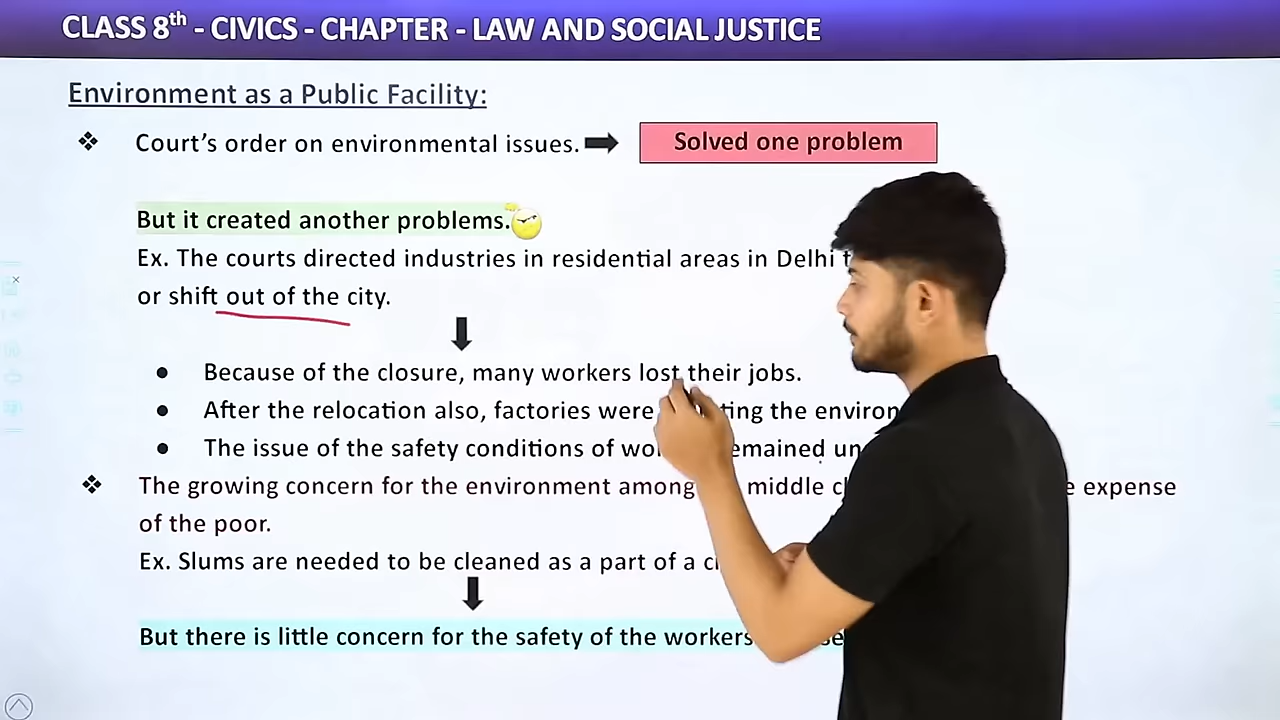 CLASS 8th - CIVICS - CHAPTER - LAW AND SOCIAL JUSTICE
Environment as a Public Facility:
❖ Court's order on environmental issues. Solved one problem
But it created another problems.
Ex. The courts directed industries in residential areas in Delhi
or shift out of the city.
● Because of the closure, many workers lost their jobs.
● After the relocation also, factories were the
● The issue of the safety conditions of
❖ The growing concern for the environment among middle expense
of the poor.
Ex. Slums are needed to be cleaned as a part of a
But there is little concern for the safety of the workers